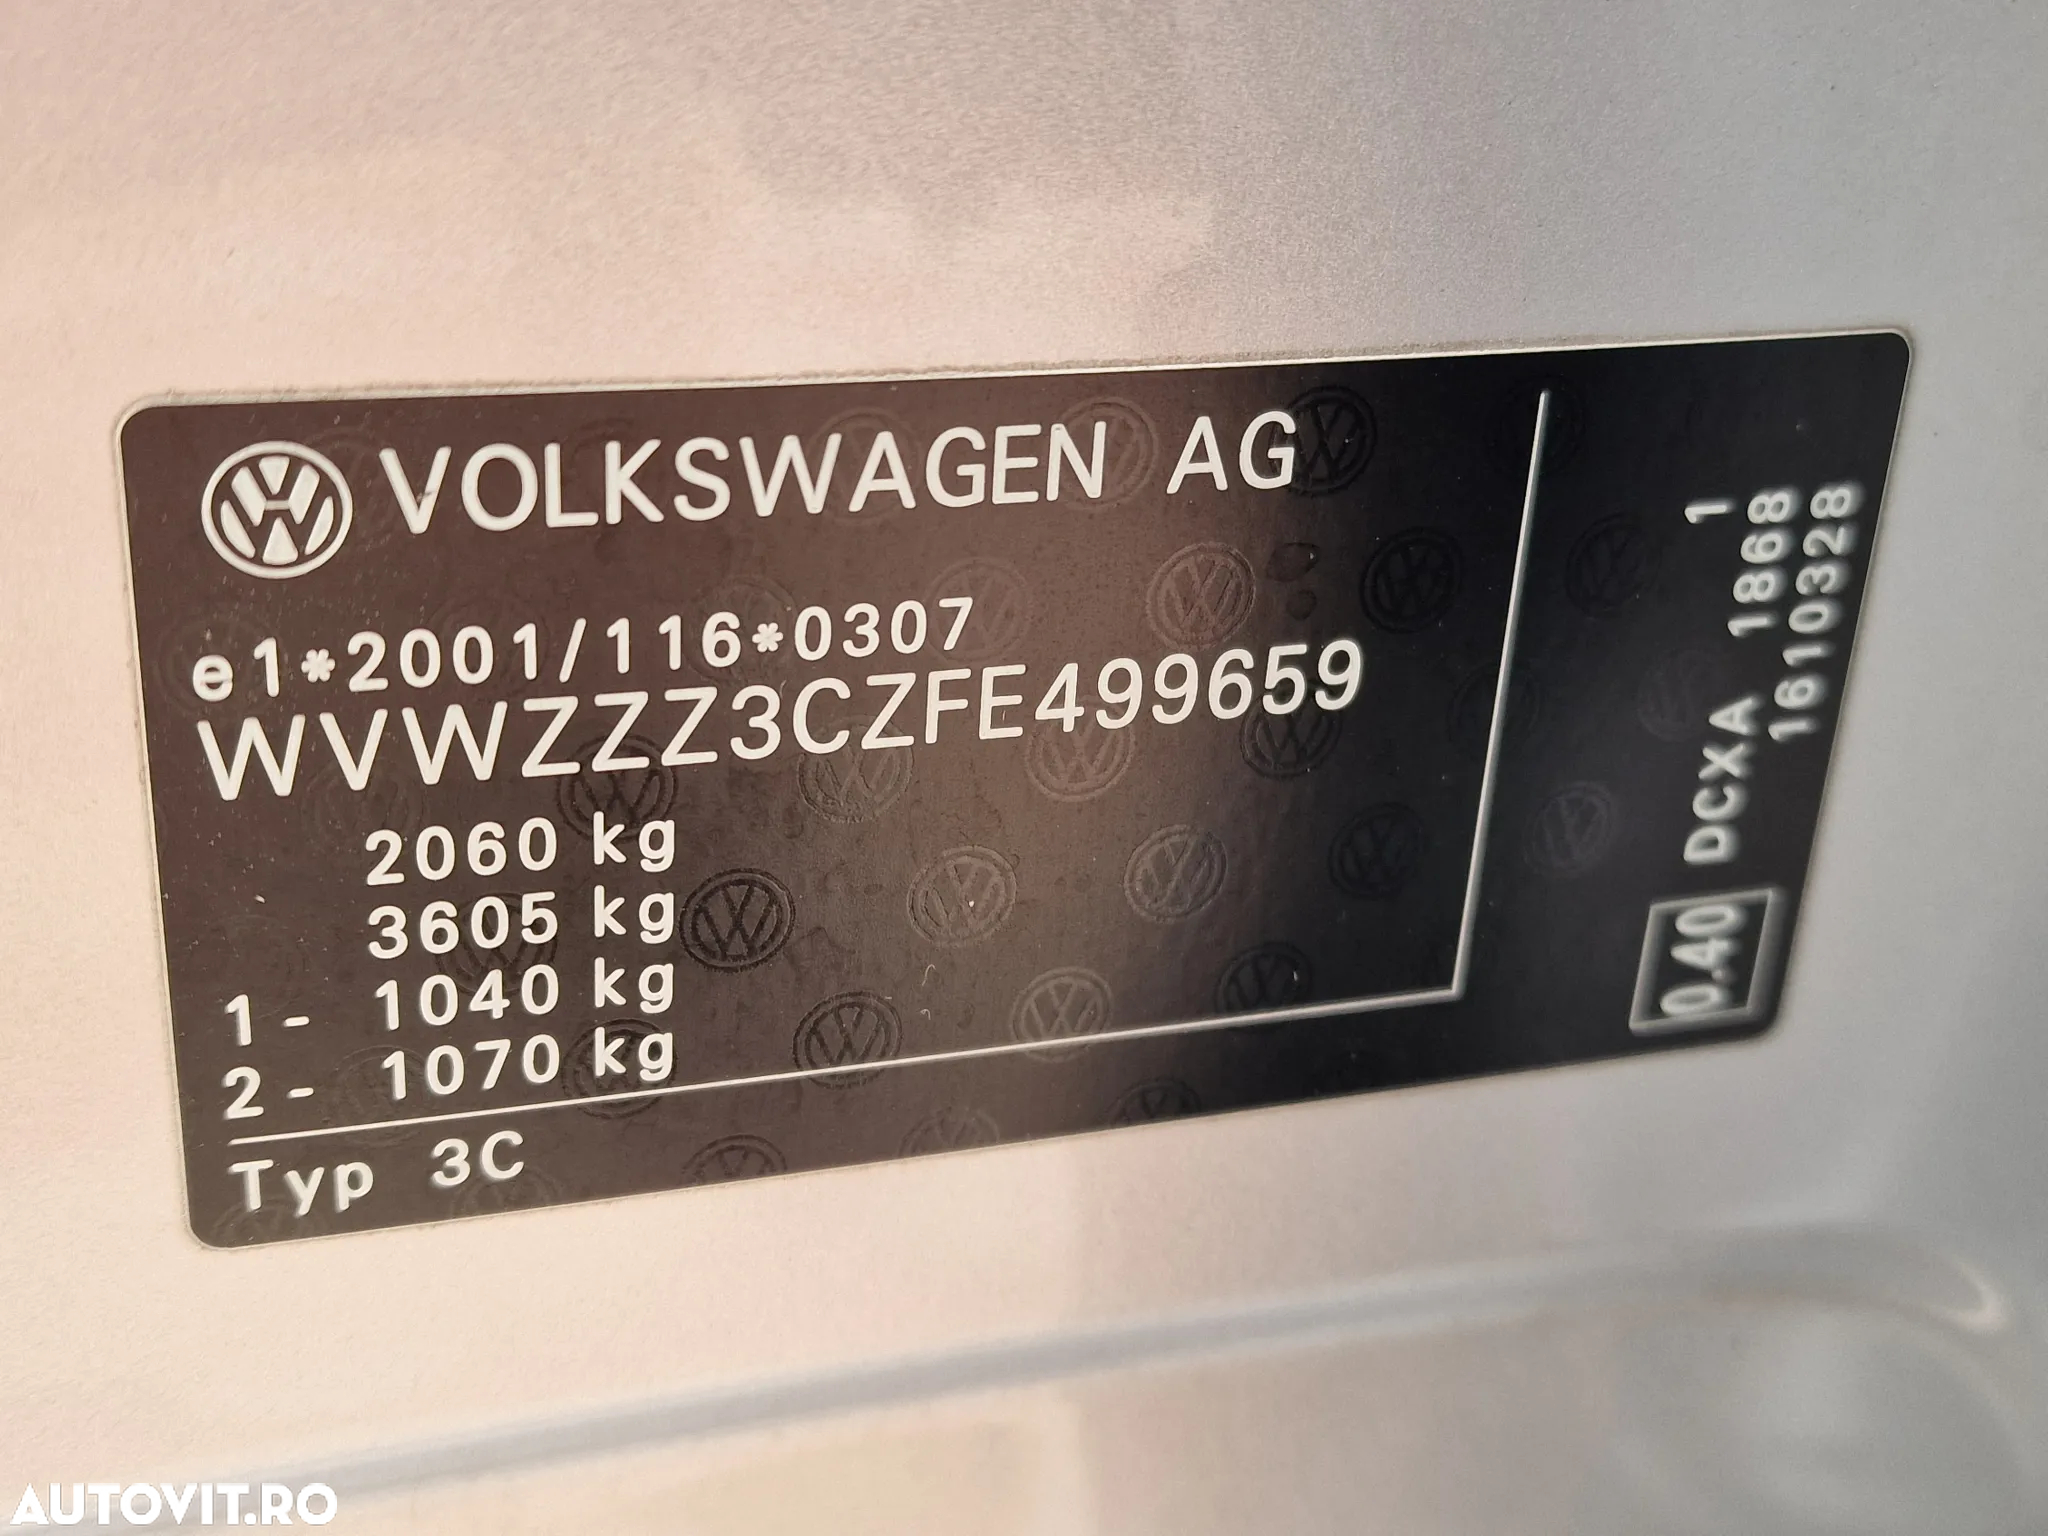 VOLKSWAGEN AG
e1*2001/116*0307
WVWZZZ3CZFE499659
2060 kg
3605 kg
1- 1040 kg
2- 1070 kg
Typ 3C
1
DCXA 1868
1610328
0.40
AUTOVIT.RO